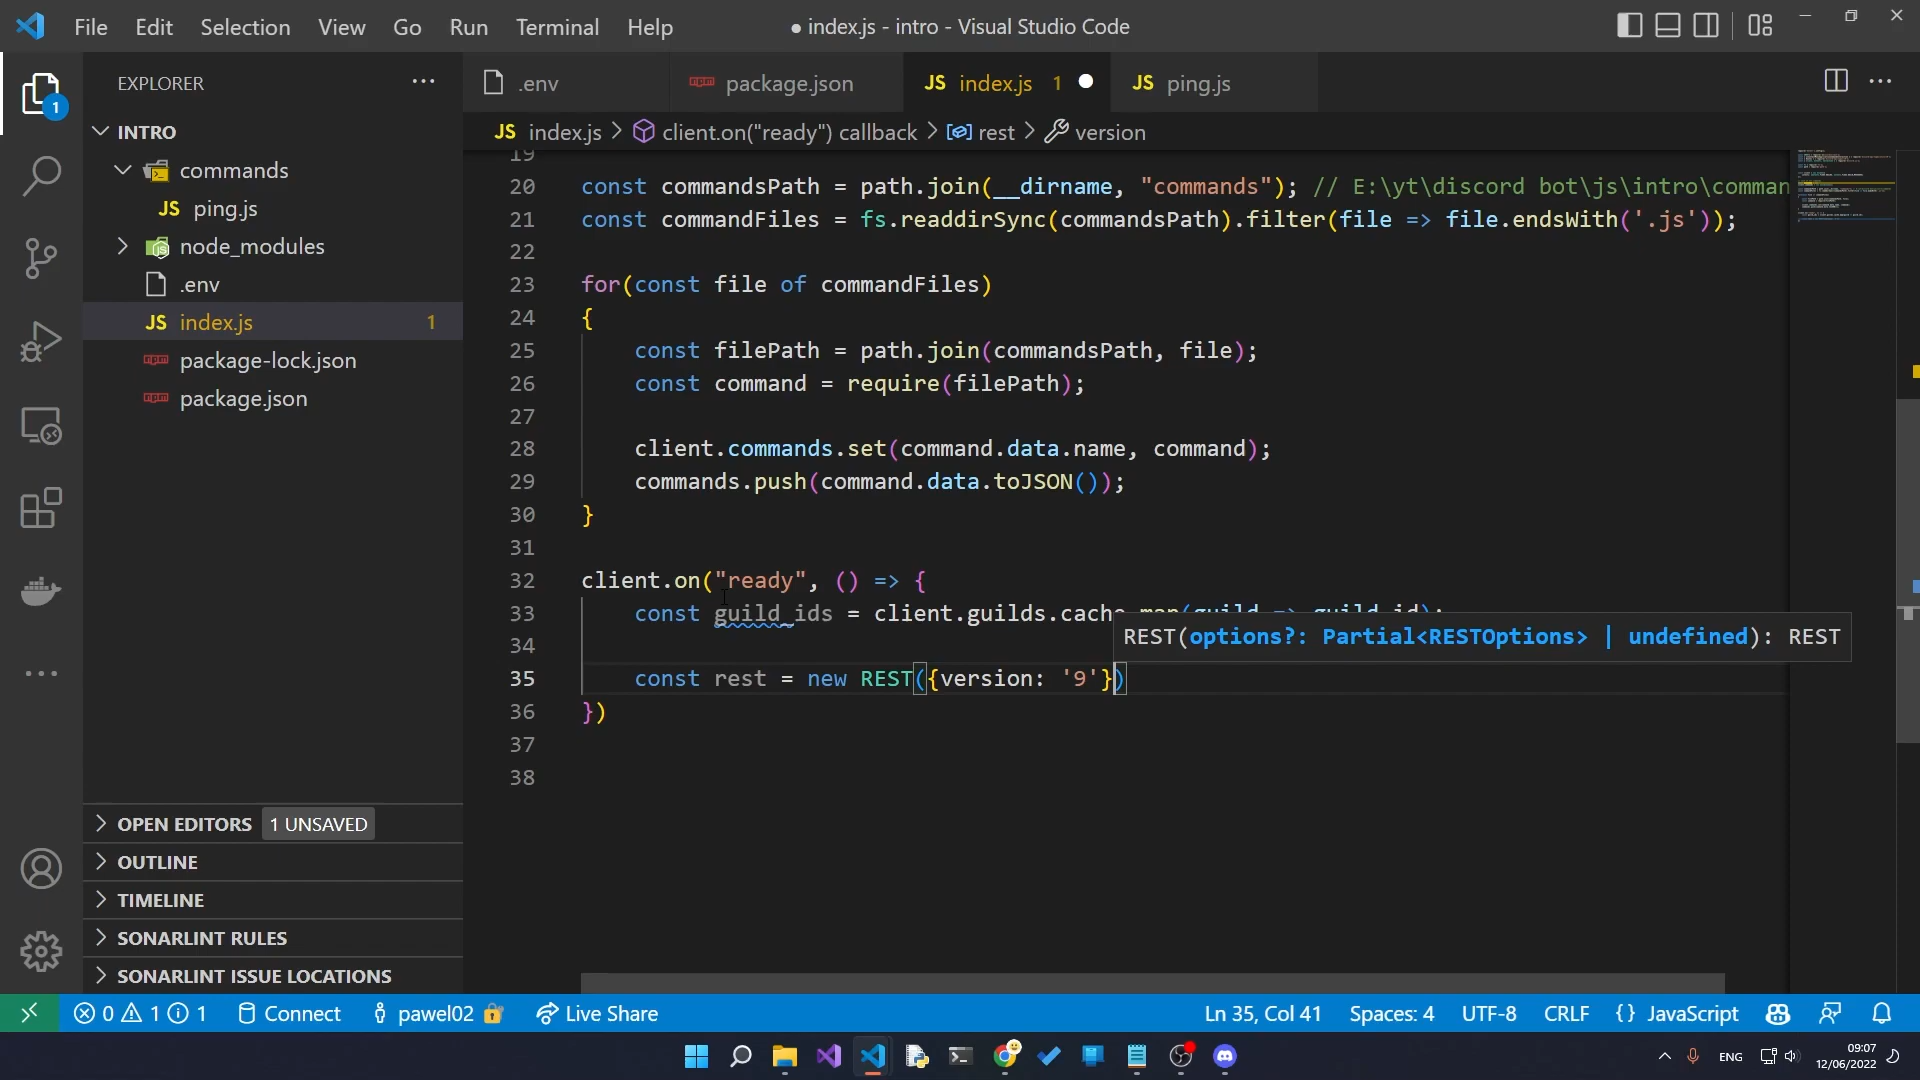 File Edit Selection View Go Run Terminal Help
● index.js - intro - Visual Studio Code
EXPLORER
.env
package.json
JS index.js 1
JS ping.js
JS index.js > client.on("ready") callback > rest > version
1
INTRO
commands
JS ping.js
node_modules
.env
JS index.js 1
package-lock.json
package.json
19
20 const commandsPath = path.join(__dirname, "commands"); // E:\yt\discord bot\js\intro\comman
21 const commandFiles = fs.readdirSync(commandsPath).filter(file => file.endsWith('.js'));
22
23 for(const file of commandFiles)
24 {
25 const filePath = path.join(commandsPath, file);
26 const command = require(filePath);
27
28 client.commands.set(command.data.name, command);
29 commands.push(command.data.toJSON());
30 }
31
32 client.on("ready", () => {
33 const guild_ids = client.guilds.cache.map(guild => guild.id);
REST(options?: Partial<RESTOptions> | undefined): REST
34
35 const rest = new REST({version: '9'})
36 })
37
38
OPEN EDITORS 1 UNSAVED
OUTLINE
TIMELINE
SONARLINT RULES
SONARLINT ISSUE LOCATIONS
0 1 1 Connect pawel02 Live Share
Ln 35, Col 41 Spaces: 4 UTF-8 CRLF {} JavaScript
ENG
09:07
12/06/2022